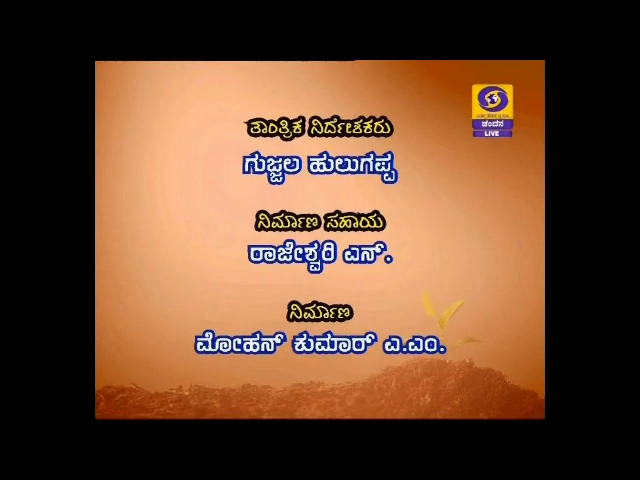 ತಾಂತ್ರಿಕ ನಿರ್ದೇಶಕರು
ಗುಜ್ಜಲ ಹುಲುಗಪ್ಪ
ನಿರ್ಮಾಣ ಸಹಾಯ
ರಾಜೇಶ್ವರಿ ಎನ್.
ನಿರ್ಮಾಣ
ಮೋಹನ್ ಕುಮಾರ್ ಎ.ಎಂ.
ಚಂದನ
LIVE